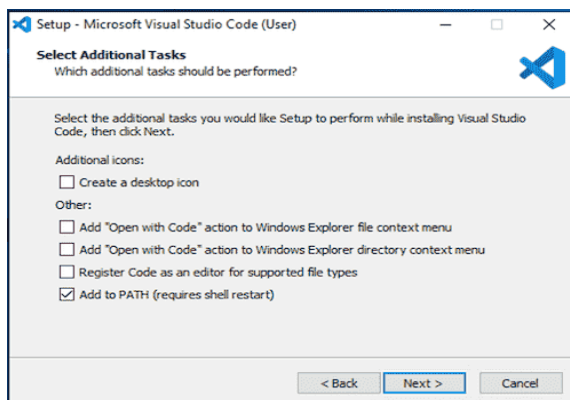 Setup - Microsoft Visual Studio Code (User)
Select Additional Tasks
Which additional tasks should be performed?
Select the additional tasks you would like Setup to perform while installing Visual Studio
Code, then click Next.
Additional icons:
Create a desktop icon
Other:
Add "Open with Code" action to Windows Explorer file context menu
Add "Open with Code" action to Windows Explorer directory context menu
Register Code as an editor for supported file types
Add to PATH (requires shell restart)
< Back Next > Cancel